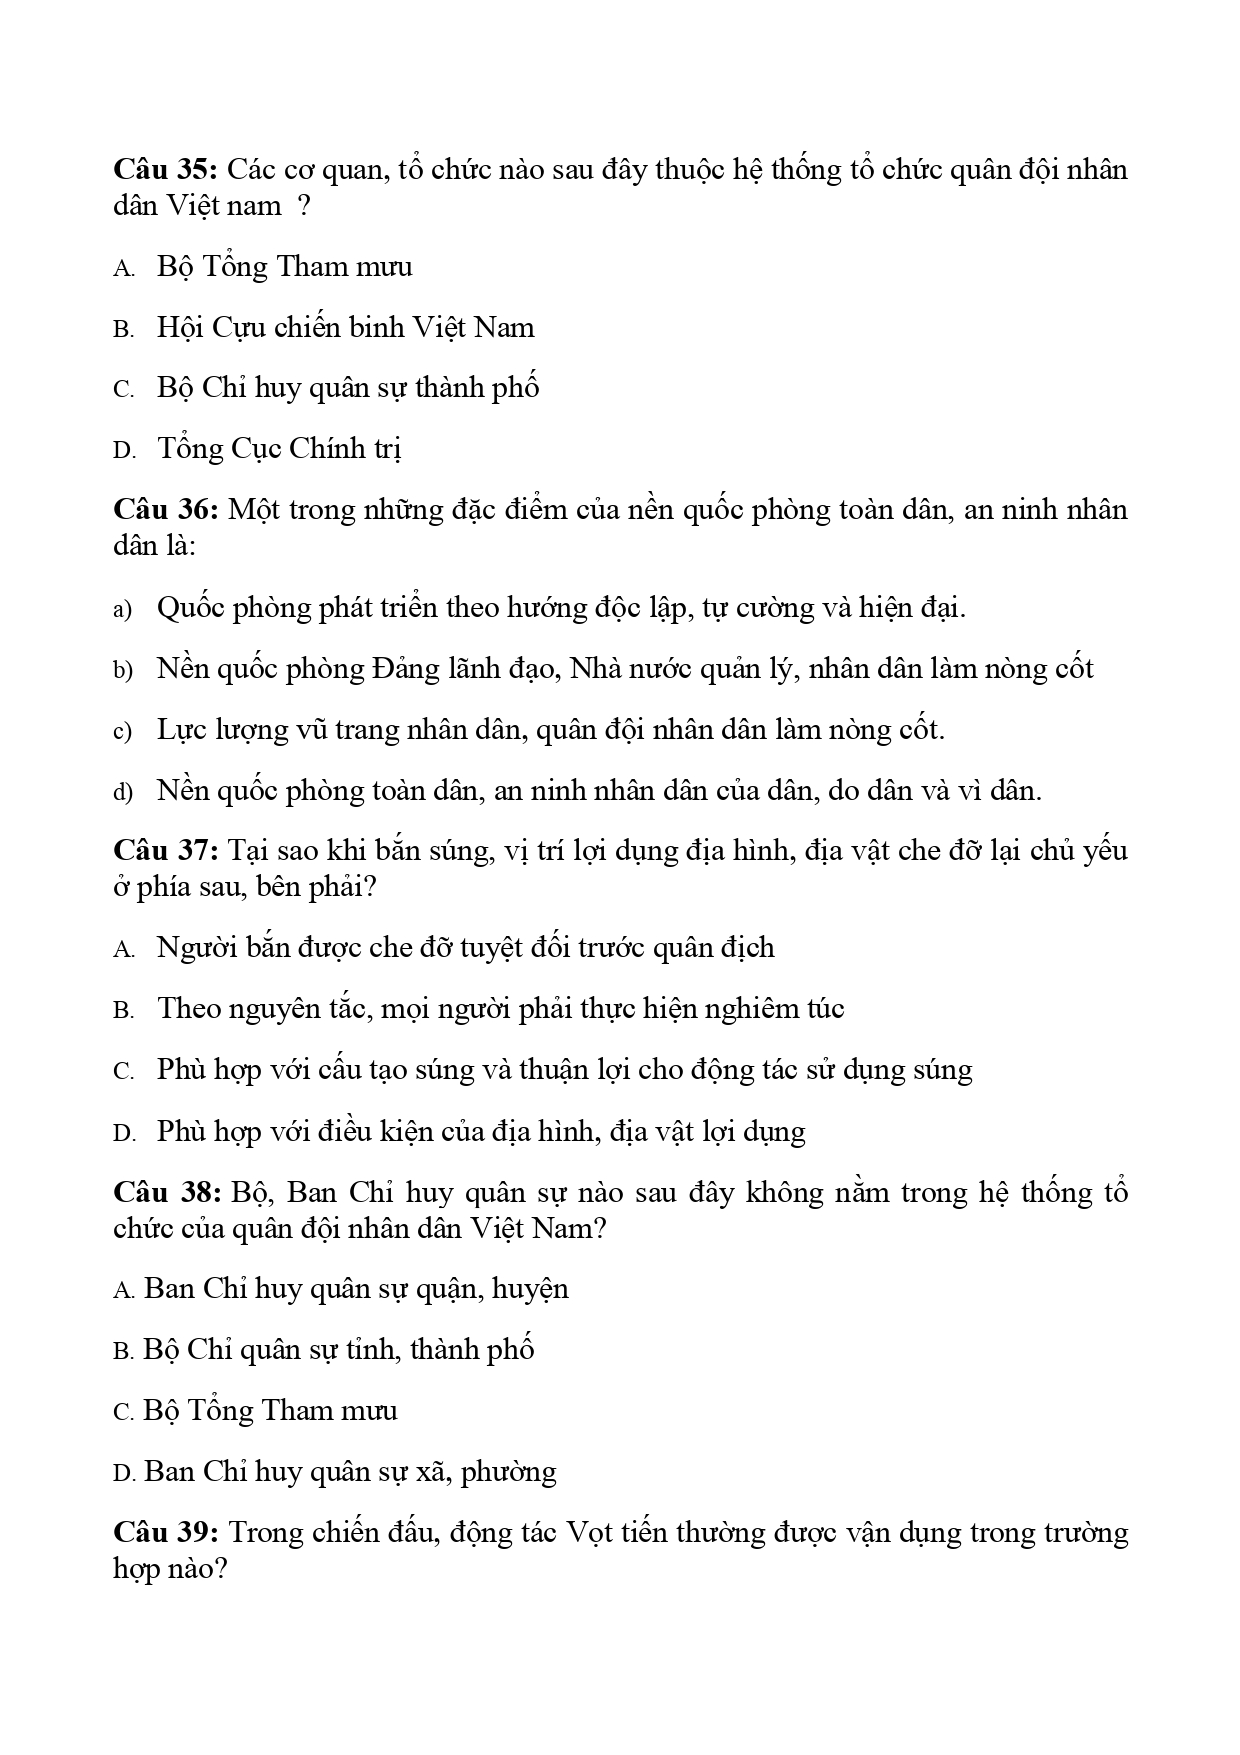 Câu 35: Các cơ quan, tổ chức nào sau đây thuộc hệ thống tổ chức quân đội nhân
dân Việt nam  ?
A. Bộ Tổng Tham mưu
B. Hội Cựu chiến binh Việt Nam
C. Bộ Chỉ huy quân sự thành phố
D. Tổng Cục Chính trị
Câu 36: Một trong những đặc điểm của nền quốc phòng toàn dân, an ninh nhân
dân là:
a) Quốc phòng phát triển theo hướng độc lập, tự cường và hiện đại.
b) Nền quốc phòng Đảng lãnh đạo, Nhà nước quản lý, nhân dân làm nòng cốt
c) Lực lượng vũ trang nhân dân, quân đội nhân dân làm nòng cốt.
d) Nền quốc phòng toàn dân, an ninh nhân dân của dân, do dân và vì dân.
Câu 37: Tại sao khi bắn súng, vị trí lợi dụng địa hình, địa vật che đỡ lại chủ yếu
ở phía sau, bên phải?
A. Người bắn được che đỡ tuyệt đối trước quân địch
B. Theo nguyên tắc, mọi người phải thực hiện nghiêm túc
C. Phù hợp với cấu tạo súng và thuận lợi cho động tác sử dụng súng
D. Phù hợp với điều kiện của địa hình, địa vật lợi dụng
Câu 38: Bộ, Ban Chỉ huy quân sự nào sau đây không nằm trong hệ thống tổ
chức của quân đội nhân dân Việt Nam?
A. Ban Chỉ huy quân sự quận, huyện
B. Bộ Chỉ quân sự tỉnh, thành phố
C. Bộ Tổng Tham mưu
D. Ban Chỉ huy quân sự xã, phường
Câu 39: Trong chiến đấu, động tác Vọt tiến thường được vận dụng trong trường
hợp nào?